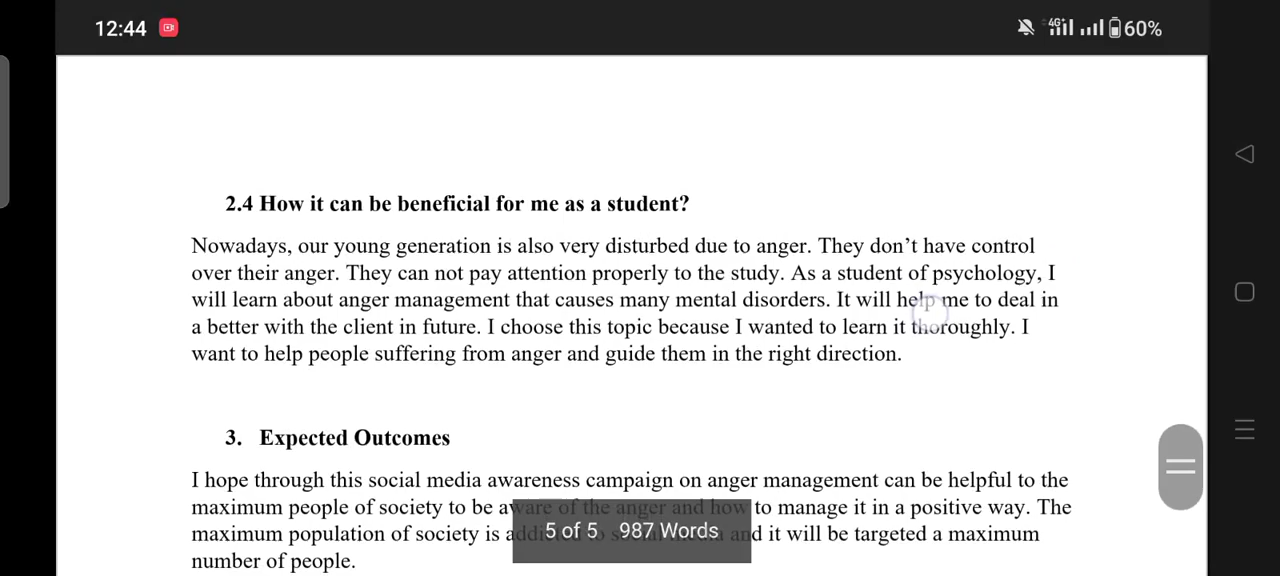 12:44 4G+ 60%
2.4 How it can be beneficial for me as a student?
Nowadays, our young generation is also very disturbed due to anger. They don't have control
over their anger. They can not pay attention properly to the study. As a student of psychology, I
will learn about anger management that causes many mental disorders. It will help me to deal in
a better with the client in future. I choose this topic because I wanted to learn it thoroughly. I
want to help people suffering from anger and guide them in the right direction.
3. Expected Outcomes
I hope through this social media awareness campaign on anger management can be helpful to the
maximum people of society to be aware of the anger and how to manage it in a positive way. The
maximum population of society is addicted to social media and it will be targeted a maximum
5 of 5 987 Words
number of people.